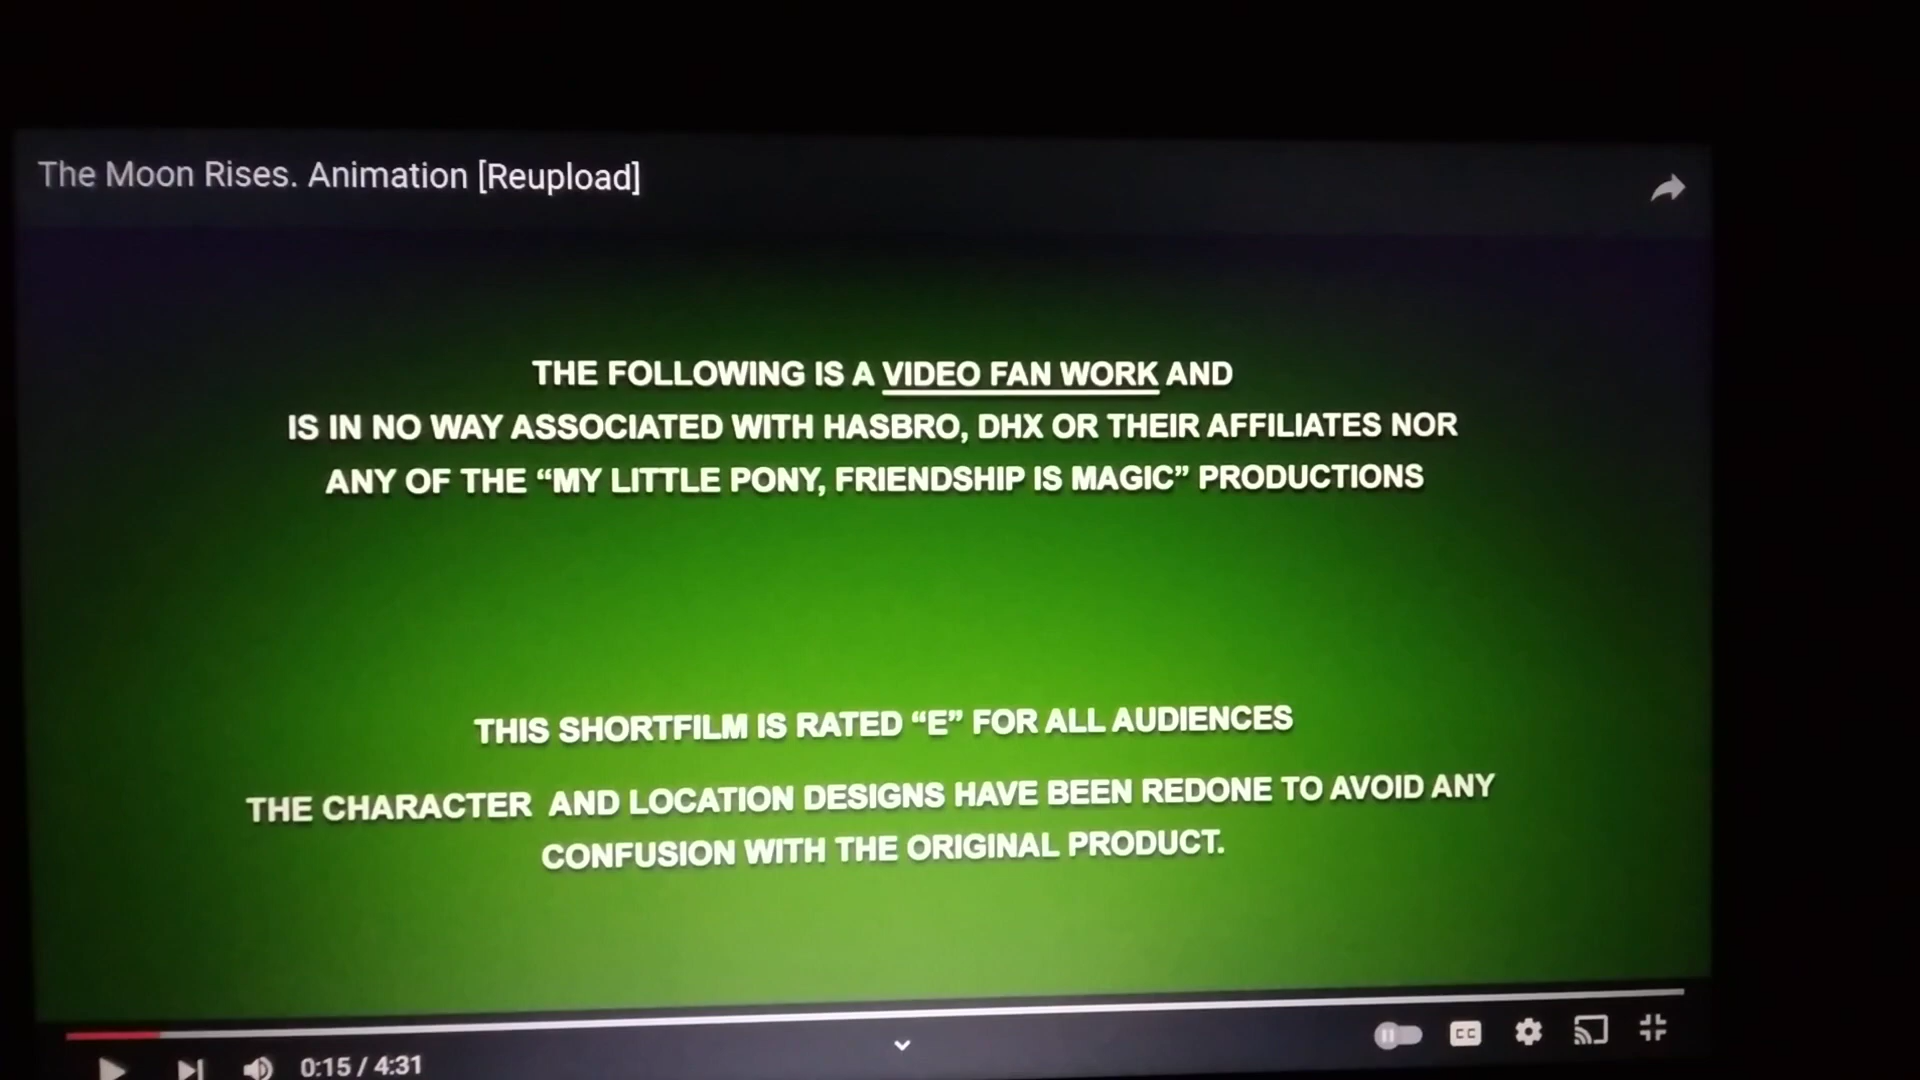 The Moon Rises. Animation [Reupload]
THE FOLLOWING IS A VIDEO FAN WORK AND
IS IN NO WAY ASSOCIATED WITH HASBRO, DHX OR THEIR AFFILIATES NOR
ANY OF THE “MY LITTLE PONY, FRIENDSHIP IS MAGIC” PRODUCTIONS
THIS SHORTFILM IS RATED “E” FOR ALL AUDIENCES
THE CHARACTER AND LOCATION DESIGNS HAVE BEEN REDONE TO AVOID ANY
CONFUSION WITH THE ORIGINAL PRODUCT.
0:15 / 4:31
CC